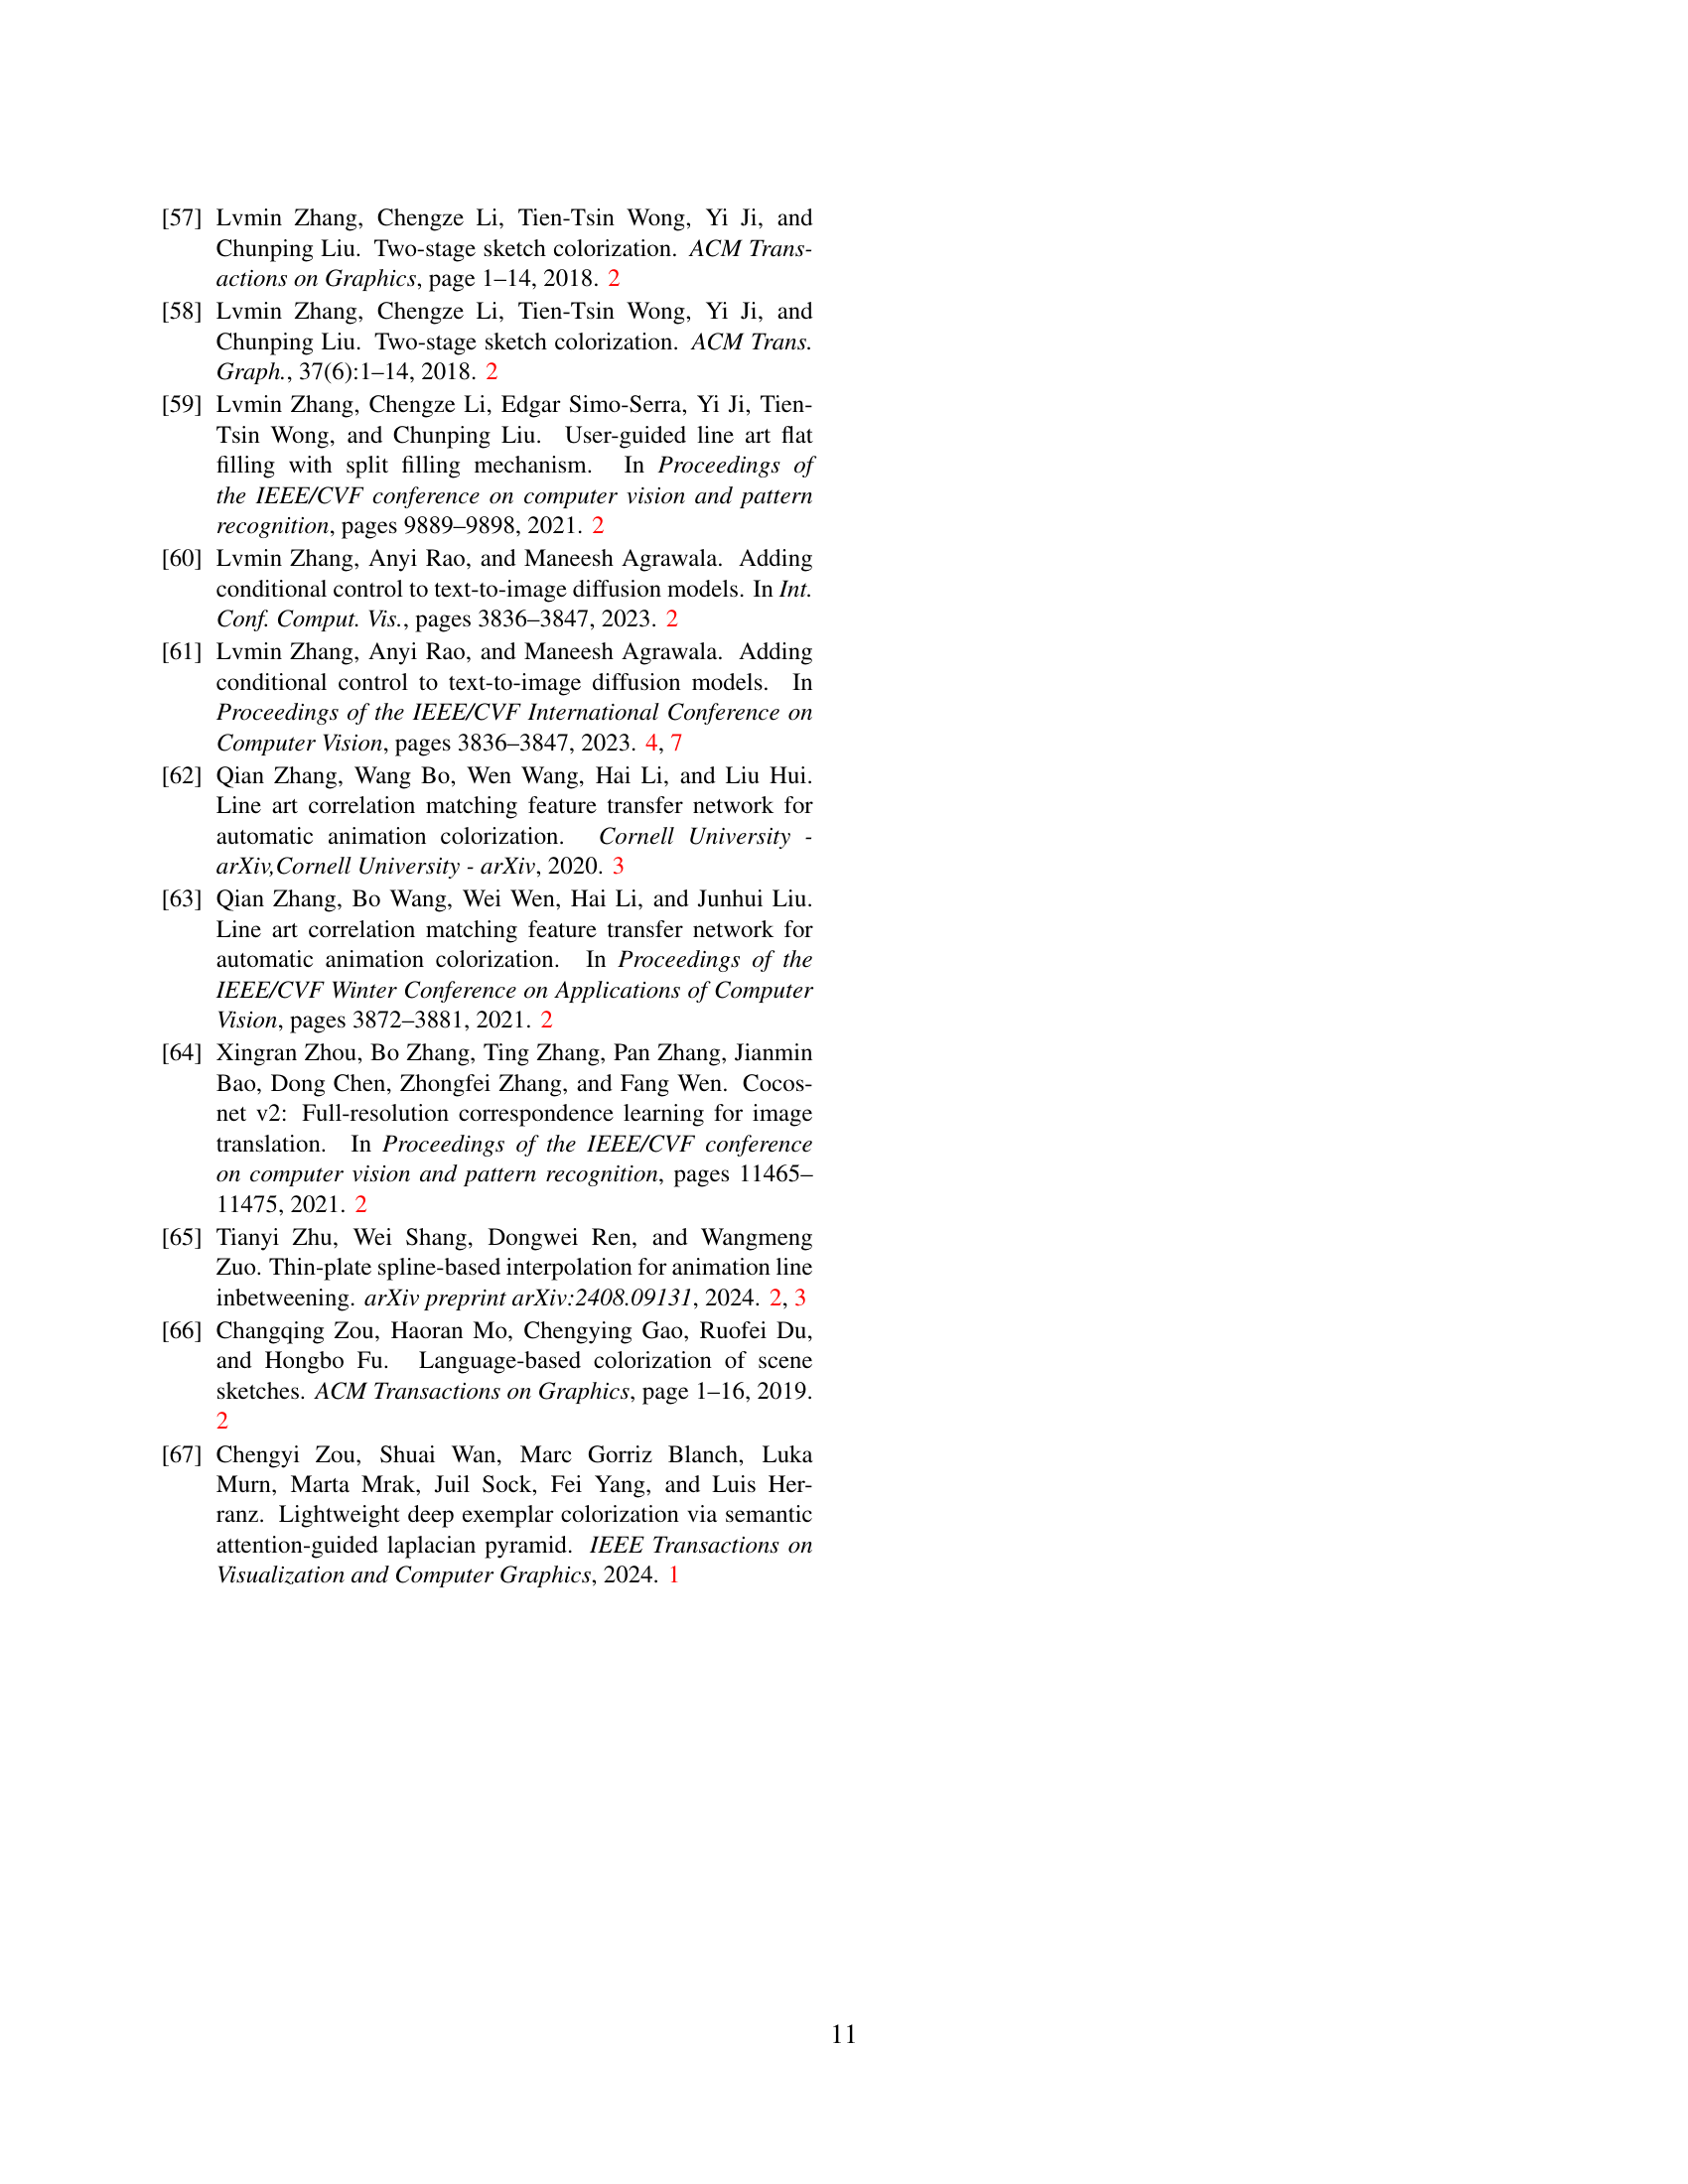 [57] Lvmin Zhang, Chengze Li, Tien-Tsin Wong, Yi Ji, and
Chunping Liu. Two-stage sketch colorization. ACM Trans-
actions on Graphics, page 1–14, 2018. 2
[58] Lvmin Zhang, Chengze Li, Tien-Tsin Wong, Yi Ji, and
Chunping Liu. Two-stage sketch colorization. ACM Trans.
Graph., 37(6):1–14, 2018. 2
[59] Lvmin Zhang, Chengze Li, Edgar Simo-Serra, Yi Ji, Tien-
Tsin Wong, and Chunping Liu. User-guided line art flat
filling with split filling mechanism. In Proceedings of
the IEEE/CVF conference on computer vision and pattern
recognition, pages 9889–9898, 2021. 2
[60] Lvmin Zhang, Anyi Rao, and Maneesh Agrawala. Adding
conditional control to text-to-image diffusion models. In Int.
Conf. Comput. Vis., pages 3836–3847, 2023. 2
[61] Lvmin Zhang, Anyi Rao, and Maneesh Agrawala. Adding
conditional control to text-to-image diffusion models. In
Proceedings of the IEEE/CVF International Conference on
Computer Vision, pages 3836–3847, 2023. 4, 7
[62] Qian Zhang, Wang Bo, Wen Wang, Hai Li, and Liu Hui.
Line art correlation matching feature transfer network for
automatic animation colorization. Cornell University -
arXiv,Cornell University - arXiv, 2020. 3
[63] Qian Zhang, Bo Wang, Wei Wen, Hai Li, and Junhui Liu.
Line art correlation matching feature transfer network for
automatic animation colorization. In Proceedings of the
IEEE/CVF Winter Conference on Applications of Computer
Vision, pages 3872–3881, 2021. 2
[64] Xingran Zhou, Bo Zhang, Ting Zhang, Pan Zhang, Jianmin
Bao, Dong Chen, Zhongfei Zhang, and Fang Wen. Cocos-
net v2: Full-resolution correspondence learning for image
translation. In Proceedings of the IEEE/CVF conference
on computer vision and pattern recognition, pages 11465–
11475, 2021. 2
[65] Tianyi Zhu, Wei Shang, Dongwei Ren, and Wangmeng
Zuo. Thin-plate spline-based interpolation for animation line
inbetweening. arXiv preprint arXiv:2408.09131, 2024. 2, 3
[66] Changqing Zou, Haoran Mo, Chengying Gao, Ruofei Du,
and Hongbo Fu. Language-based colorization of scene
sketches. ACM Transactions on Graphics, page 1–16, 2019.
2
[67] Chengyi Zou, Shuai Wan, Marc Gorriz Blanch, Luka
Murn, Marta Mrak, Juil Sock, Fei Yang, and Luis Her-
ranz. Lightweight deep exemplar colorization via semantic
attention-guided laplacian pyramid. IEEE Transactions on
Visualization and Computer Graphics, 2024. 1
11